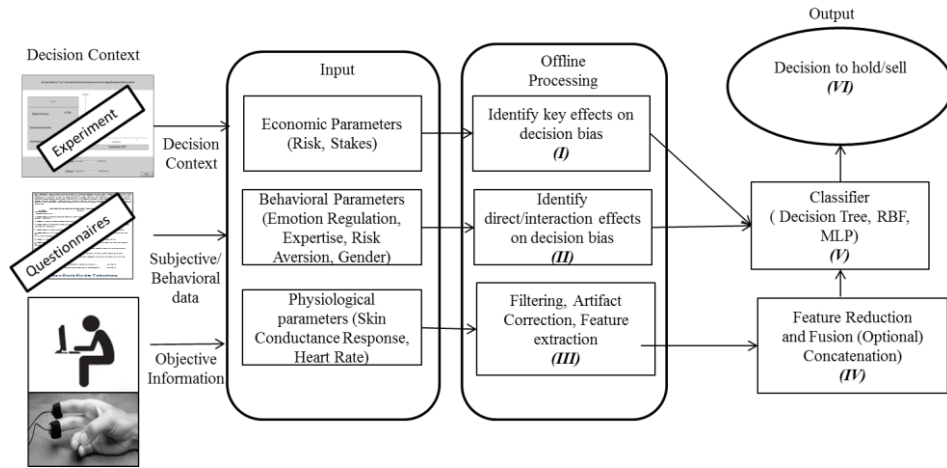 Output
Decision Context
Input
Offline
Processing
Decision to hold/sell
(VI)
Experiment
Decision
Context
Economic Parameters
(Risk, Stakes)
Identify key effects on
decision bias
(I)
Questionnaires
Subjective/
Behavioral
data
Behavioral Parameters
(Emotion Regulation,
Expertise, Risk
Aversion, Gender)
Identify
direct/interaction effects
on decision bias
(II)
Classifier
( Decision Tree, RBF,
MLP)
(V)
Objective
Information
Physiological
parameters (Skin
Conductance Response,
Heart Rate)
Filtering, Artifact
Correction, Feature
extraction
(III)
Feature Reduction
and Fusion (Optional)
Concatenation)
(IV)